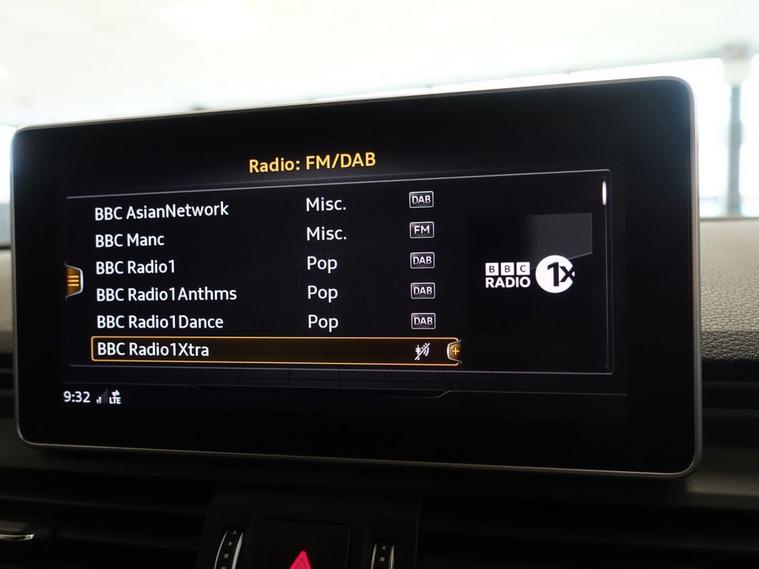 Radio: FM/DAB
BBC AsianNetwork Misc. DAB
BBC Manc Misc. FM
BBC Radio1 Pop DAB
BBC Radio1Anthms Pop DAB
BBC Radio1Dance Pop DAB
BBC Radio1Xtra
BBC
RADIO 1X
9:32 LTE